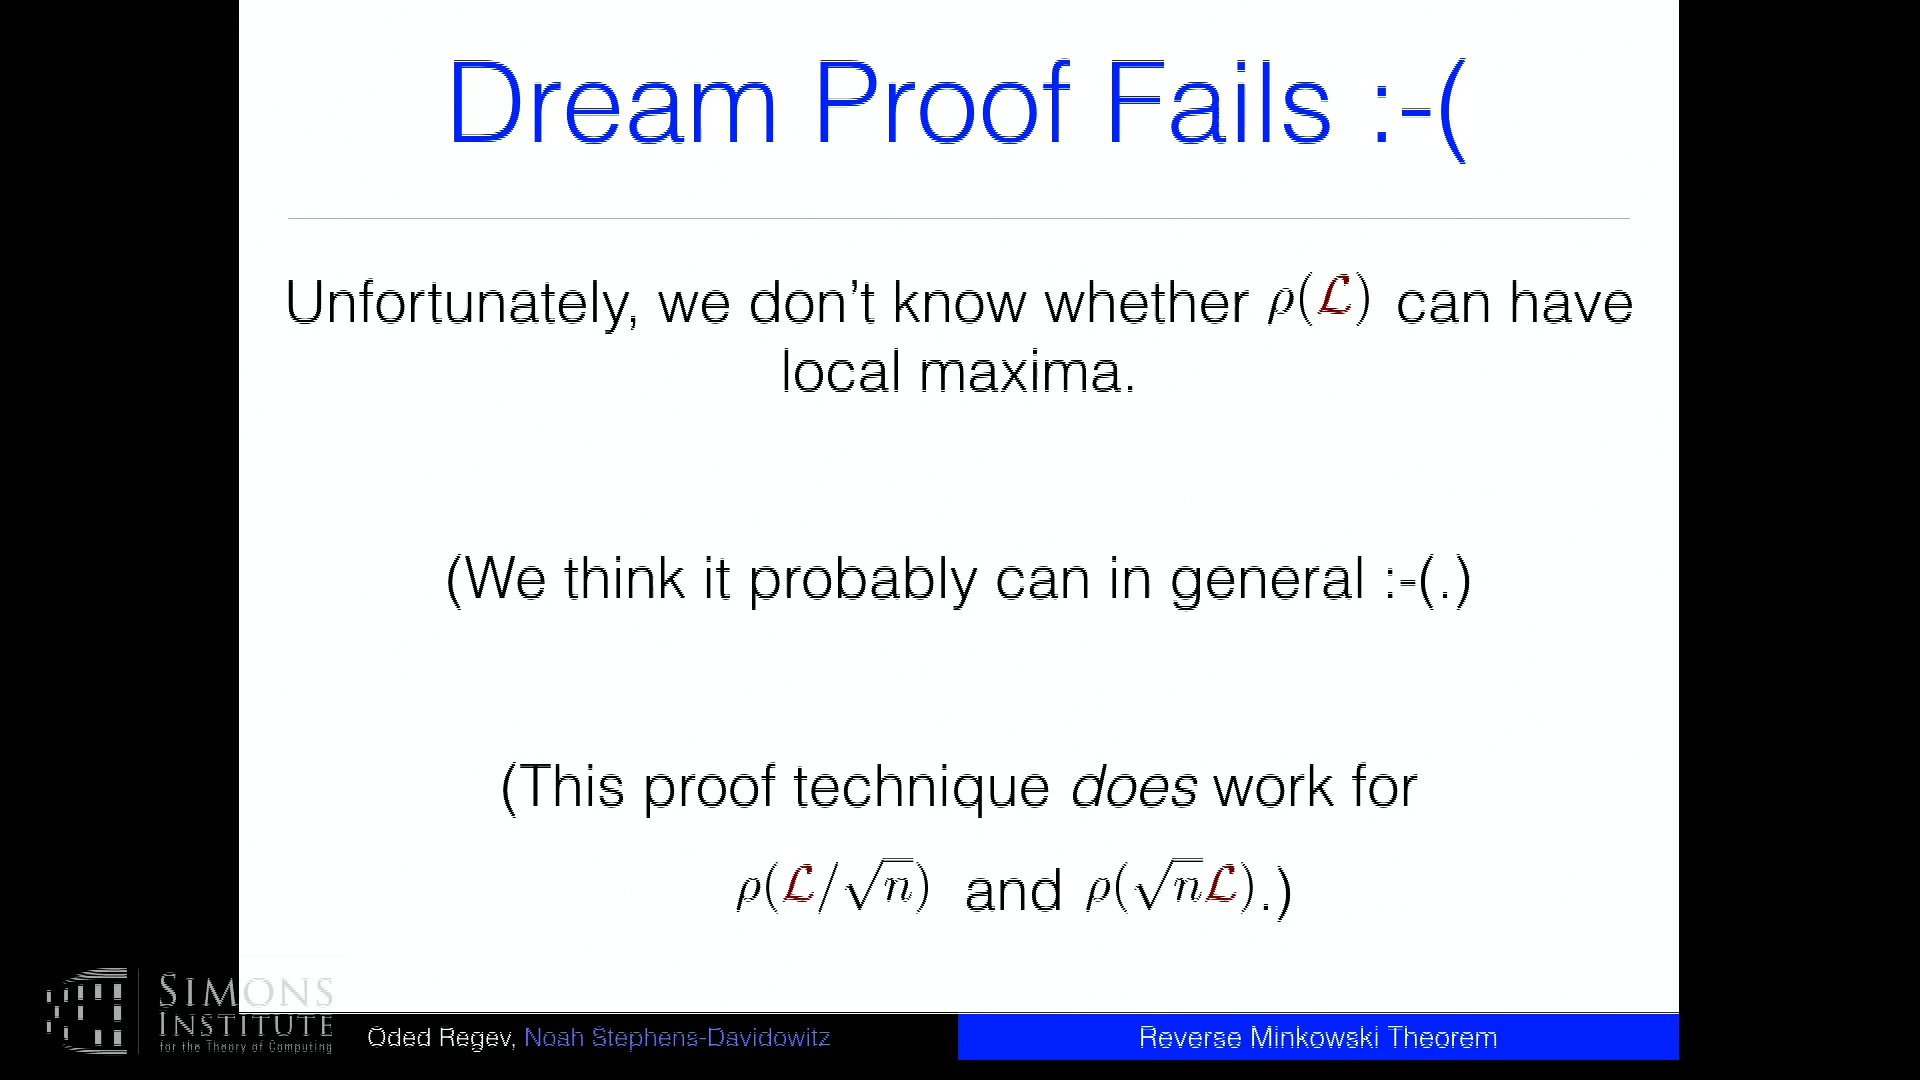 Dream Proof Fails :-(
Unfortunately, we don't know whether ρ(ℒ) can have
local maxima.
(We think it probably can in general :-(.)
(This proof technique does work for
ρ(ℒ/√n) and ρ(√nℒ).)
SIMONS
INSTITUTE
for the Theory of Computing
Oded Regev, Noah Stephens-Davidowitz
Reverse Minkowski Theorem